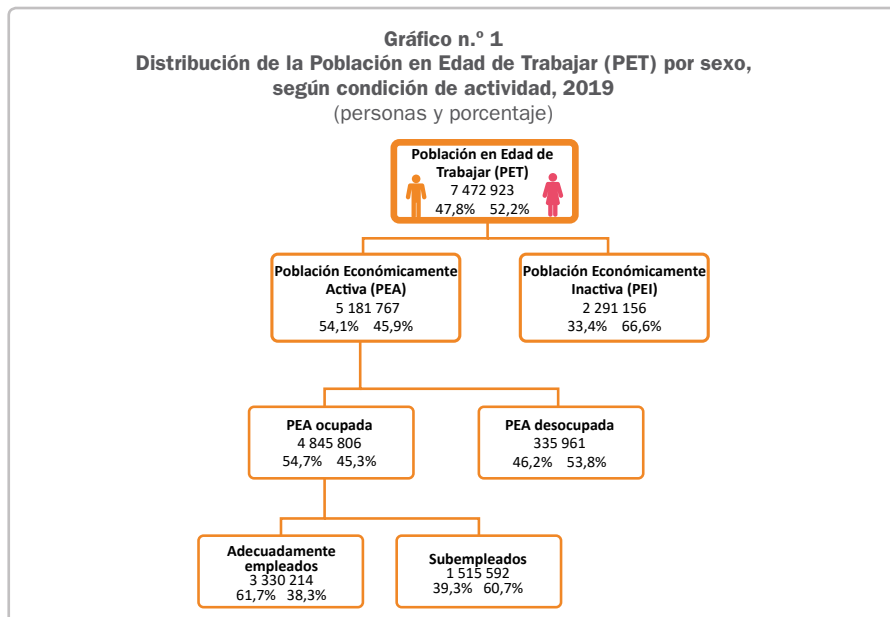 Gráfico n.º 1
Distribución de la Población en Edad de Trabajar (PET) por sexo,
según condición de actividad, 2019
(personas y porcentaje)
Población en Edad de
Trabajar (PET)
7 472 923
47,8% 52,2%
Población Económicamente
Activa (PEA)
5 181 767
54,1% 45,9%
Población Económicamente
Inactiva (PEI)
2 291 156
33,4% 66,6%
PEA ocupada
4 845 806
54,7% 45,3%
PEA desocupada
335 961
46,2% 53,8%
Adecuadamente
empleados
3 330 214
61,7% 38,3%
Subempleados
1 515 592
39,3% 60,7%